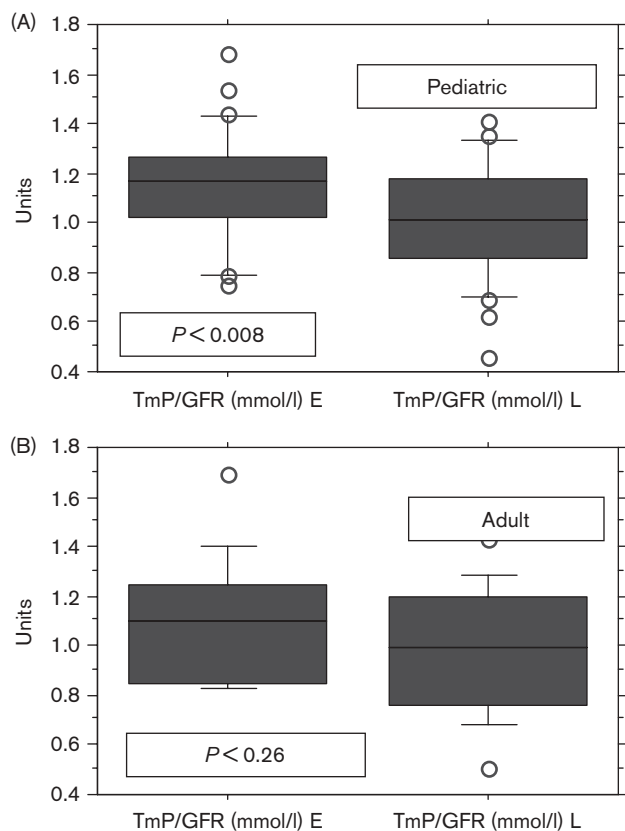 (A)
1.8
1.6
1.4
1.2
1.0
0.8
0.6
0.4
Units
Pediatric
P < 0.008
TmP/GFR (mmol/l) E
TmP/GFR (mmol/l) L
(B)
1.8
1.6
1.4
1.2
1.0
0.8
0.6
0.4
Units
Adult
P < 0.26
TmP/GFR (mmol/l) E
TmP/GFR (mmol/l) L